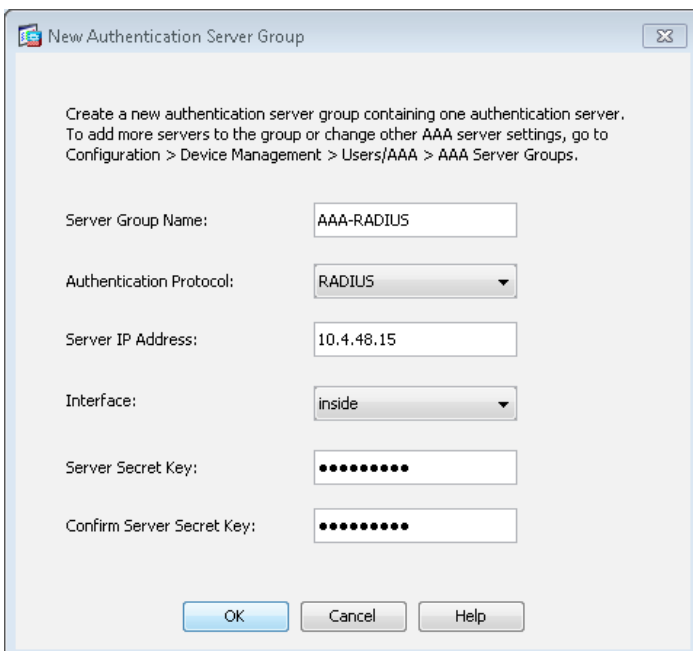 New Authentication Server Group
Create a new authentication server group containing one authentication server.
To add more servers to the group or change other AAA server settings, go to
Configuration > Device Management > Users/AAA > AAA Server Groups.
Server Group Name: AAA-RADIUS
Authentication Protocol: RADIUS
Server IP Address: 10.4.48.15
Interface: inside
Server Secret Key: ●●●●●●●●●
Confirm Server Secret Key: ●●●●●●●●●
OK Cancel Help